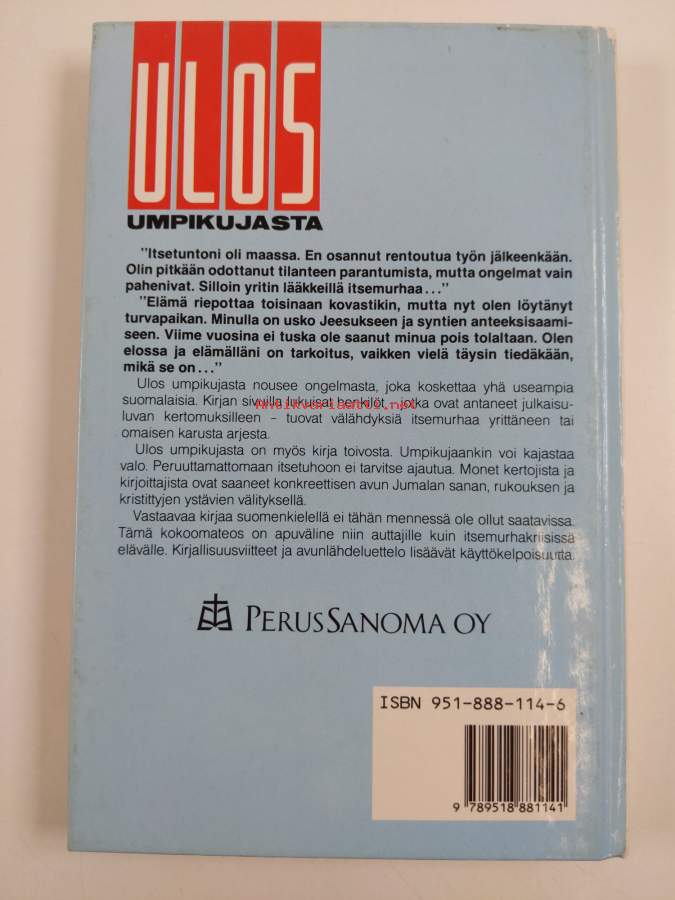 ULOS
UMPIKUJASTA
"Itsetuntoni oli maassa. En osannut rentoutua työn jälkeenkään.
Olin pitkään odottanut tilanteen parantumista, mutta ongelmat vain
pahenivat. Silloin yritin lääkkeillä itsemurhaa..."
"Elämä riepottaa toisinaan kovastikin, mutta nyt olen löytänyt
turvapaikan. Minulla on usko Jeesukseen ja syntien anteeksisaami-
seen. Viime vuosina ei tuska ole saanut minua pois tolaltaan. Olen
elossa ja elämälläni on tarkoitus, vaikken vielä täysin tiedäkään,
mikä se on..."
Ulos umpikujasta nousee ongelmasta, joka koskettaa yhä useampia
suomalaisia. Kirjan sivuilla lukuisat henkilöt, – jotka ovat antaneet julkaisu-
luvan kertomuksilleen – tuovat välähdyksiä itsemurhaa yrittäneen tai
omaisen karusta arjesta.
Ulos umpikujasta on myös kirja toivosta. Umpikujaankin voi kajastaa
valo. Peruuttamattomaan itsetuhoon ei tarvitse ajautua. Monet kertojista ja
kirjoittajista ovat saaneet konkreettisen avun Jumalan sanan, rukouksen ja
kristittyjen ystävien välityksellä.
Vastaavaa kirjaa suomenkielellä ei tähän mennessä ole ollut saatavissa.
Tämä kokoomateos on apuväline niin auttajille kuin itsemurhakriisissä
elävälle. Kirjallisuusviitteet ja avunlähdeluettelo lisäävät käyttökelpoisuutta.
Antikvariaatti.net
PERUSSANOMA OY
ISBN 951-888-114-6
9 789518 881141